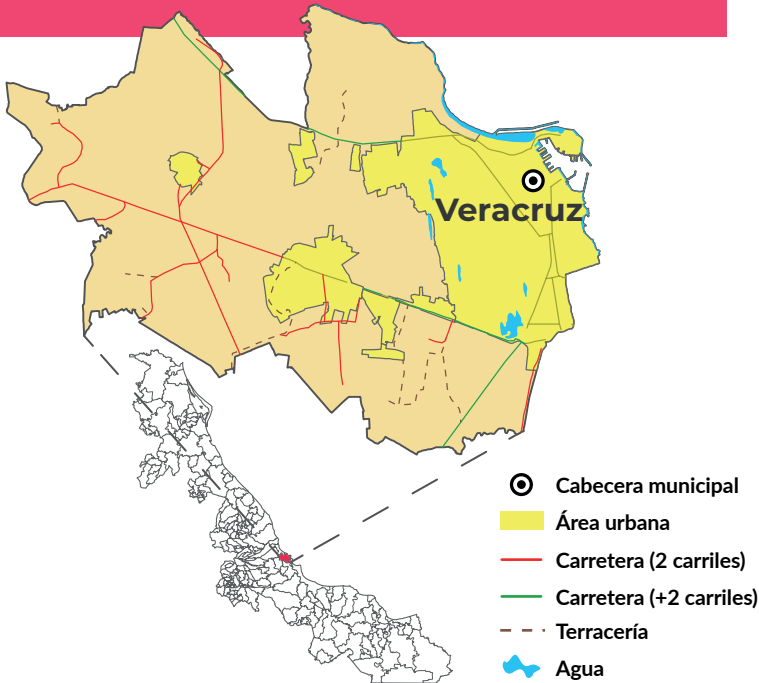 Veracruz
Cabecera municipal
Área urbana
Carretera (2 carriles)
Carretera (+2 carriles)
Terracería
Agua